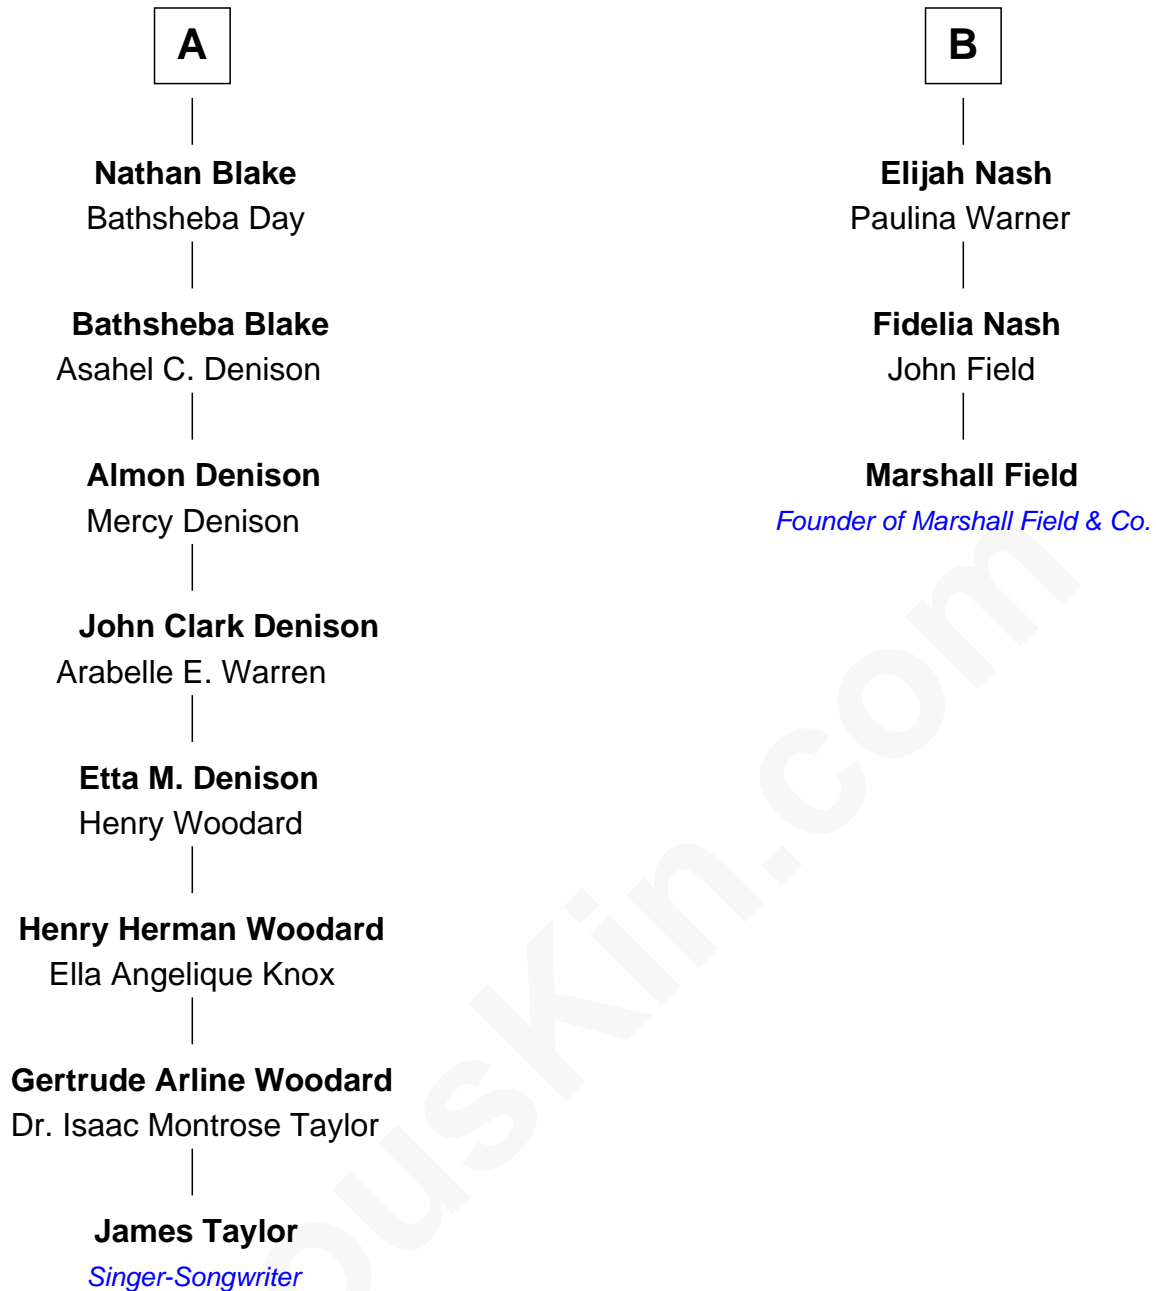 A
Nathan Blake
Bathsheba Day
Bathsheba Blake
Asahel C. Denison
Almon Denison
Mercy Denison
John Clark Denison
Arabelle E. Warren
Etta M. Denison
Henry Woodard
Henry Herman Woodard
Ella Angelique Knox
Gertrude Arline Woodard
Dr. Isaac Montrose Taylor
James Taylor
Singer-Songwriter
B
Elijah Nash
Paulina Warner
Fidelia Nash
John Field
Marshall Field
Founder of Marshall Field & Co.
ousKin.com